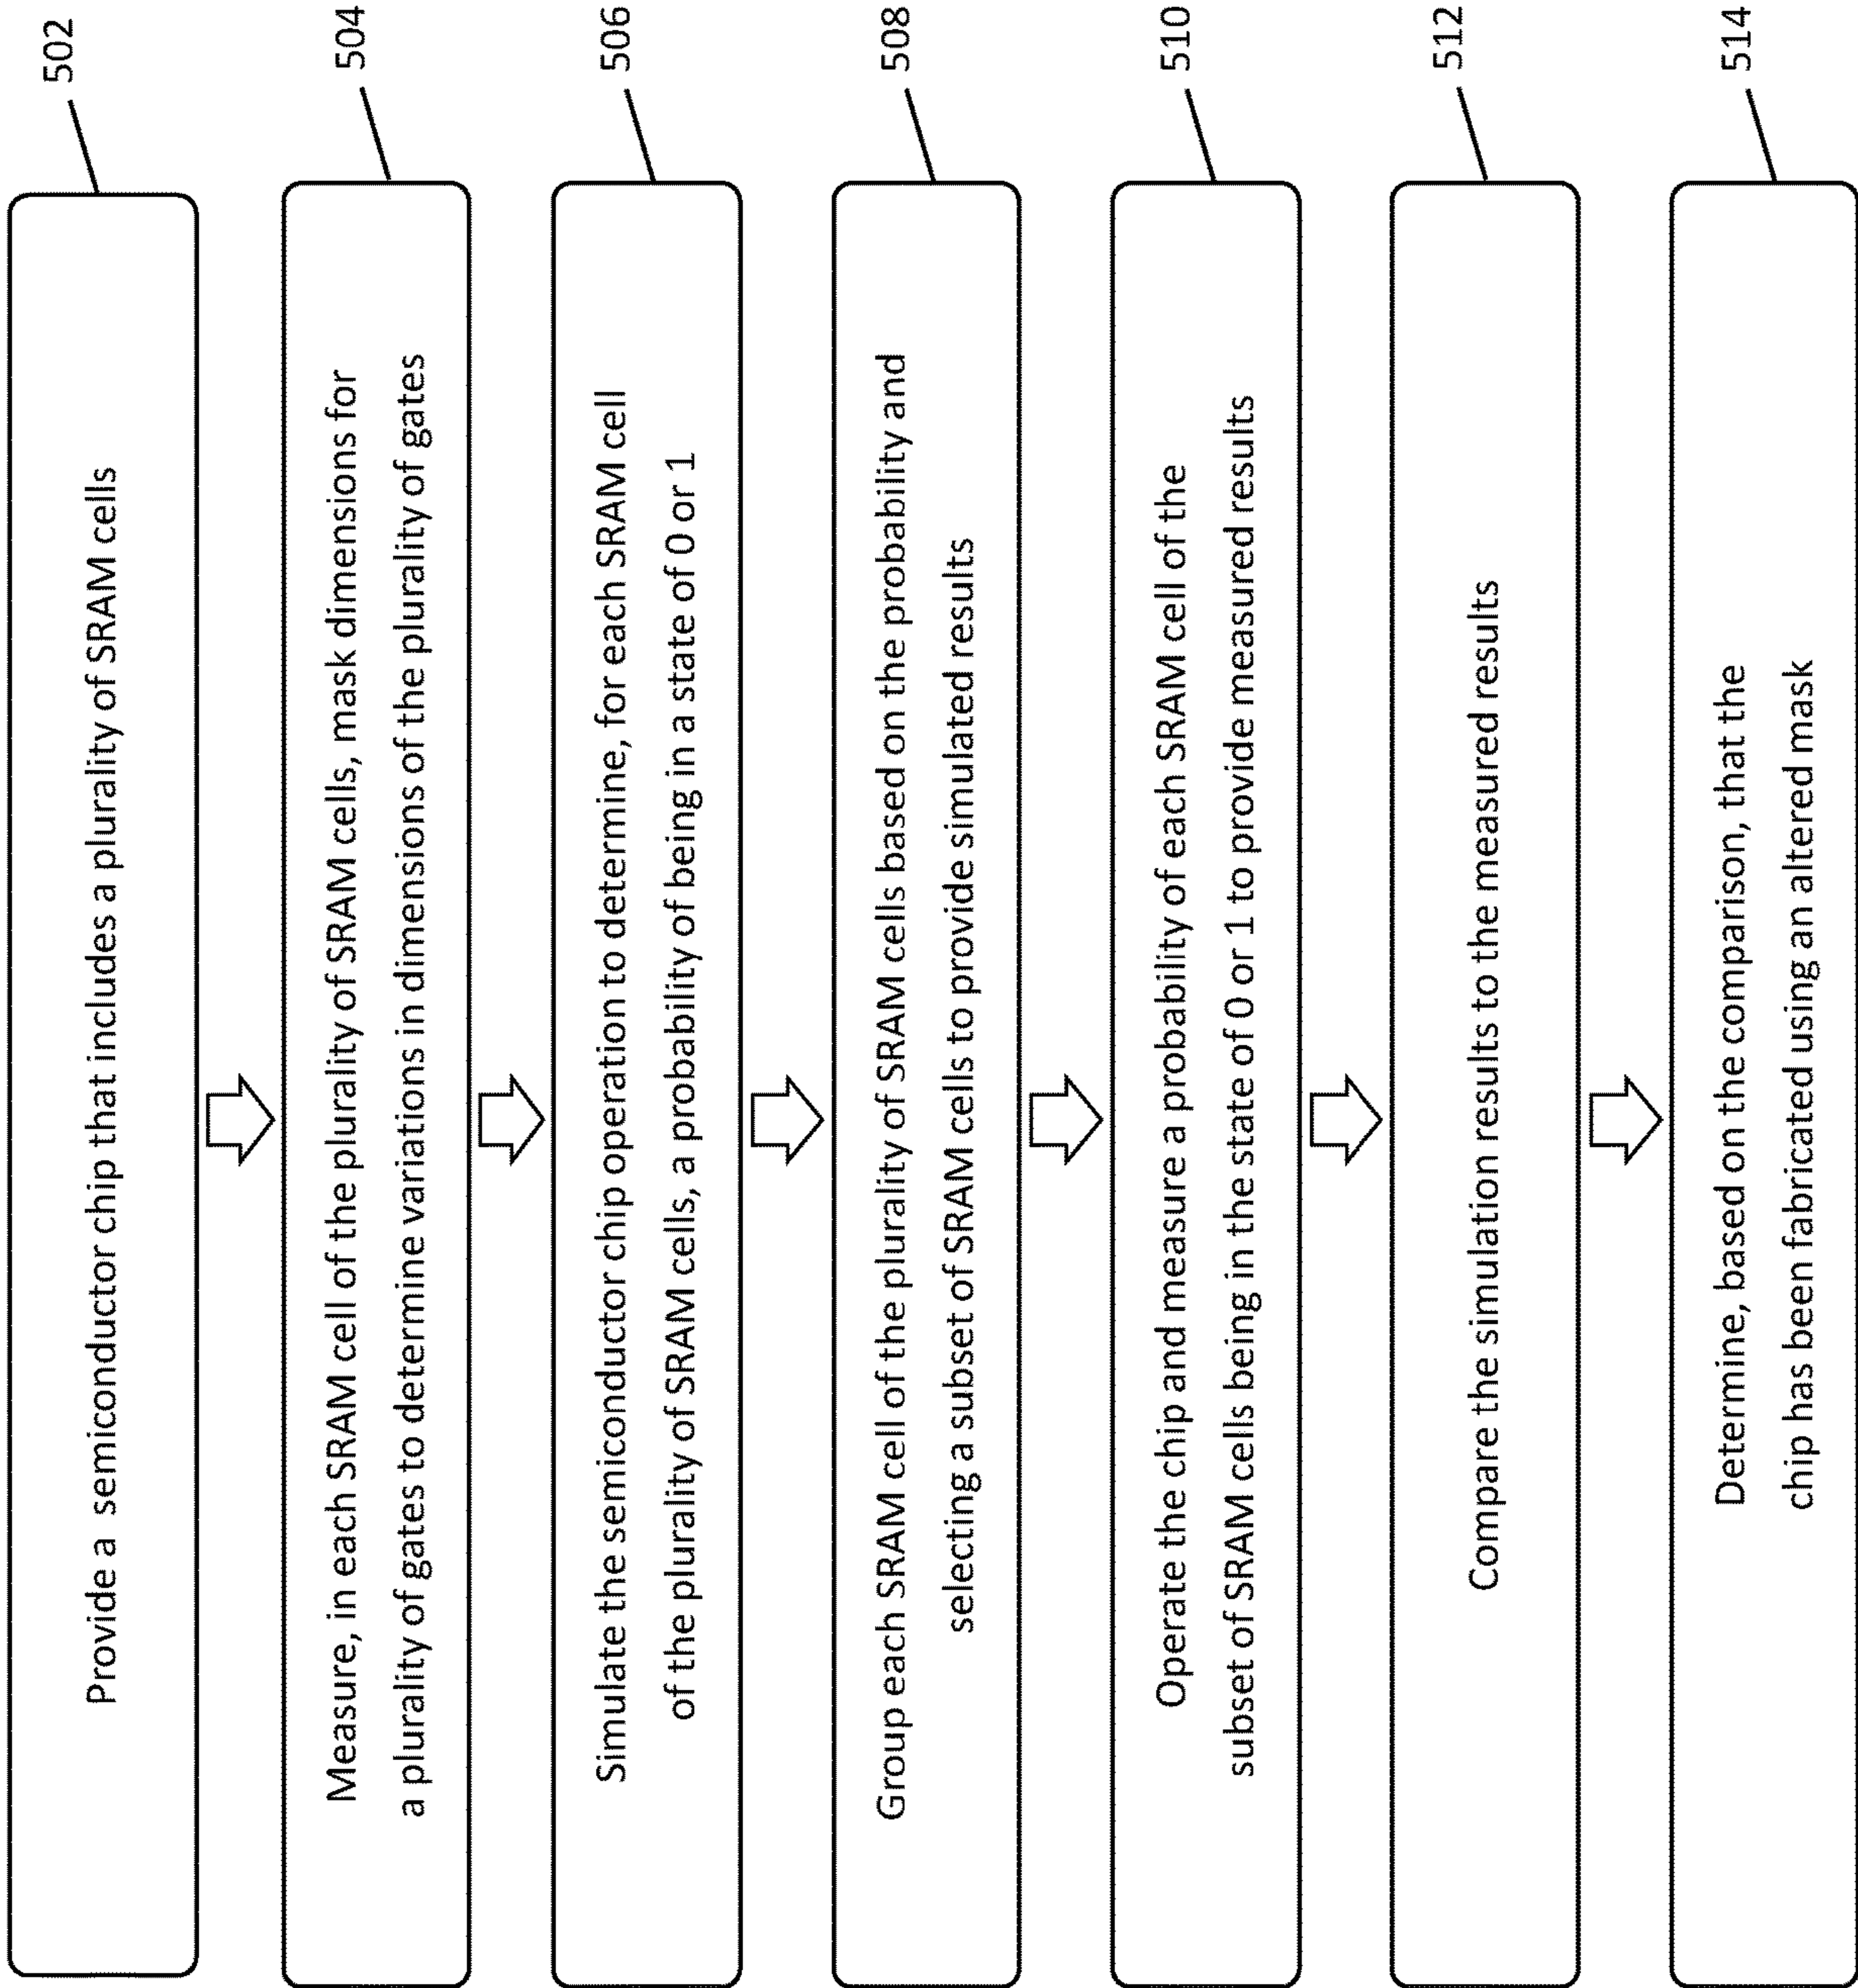 Provide a semiconductor chip that includes a plurality of SRAM cells
502
Measure, in each SRAM cell of the plurality of SRAM cells, mask dimensions for
a plurality of gates to determine variations in dimensions of the plurality of gates
504
Simulate the semiconductor chip operation to determine, for each SRAM cell
of the plurality of SRAM cells, a probability of being in a state of 0 or 1
506
Group each SRAM cell of the plurality of SRAM cells based on the probability and
selecting a subset of SRAM cells to provide simulated results
508
Operate the chip and measure a probability of each SRAM cell of the
subset of SRAM cells being in the state of 0 or 1 to provide measured results
510
Compare the simulation results to the measured results
512
Determine, based on the comparison, that the
chip has been fabricated using an altered mask
514